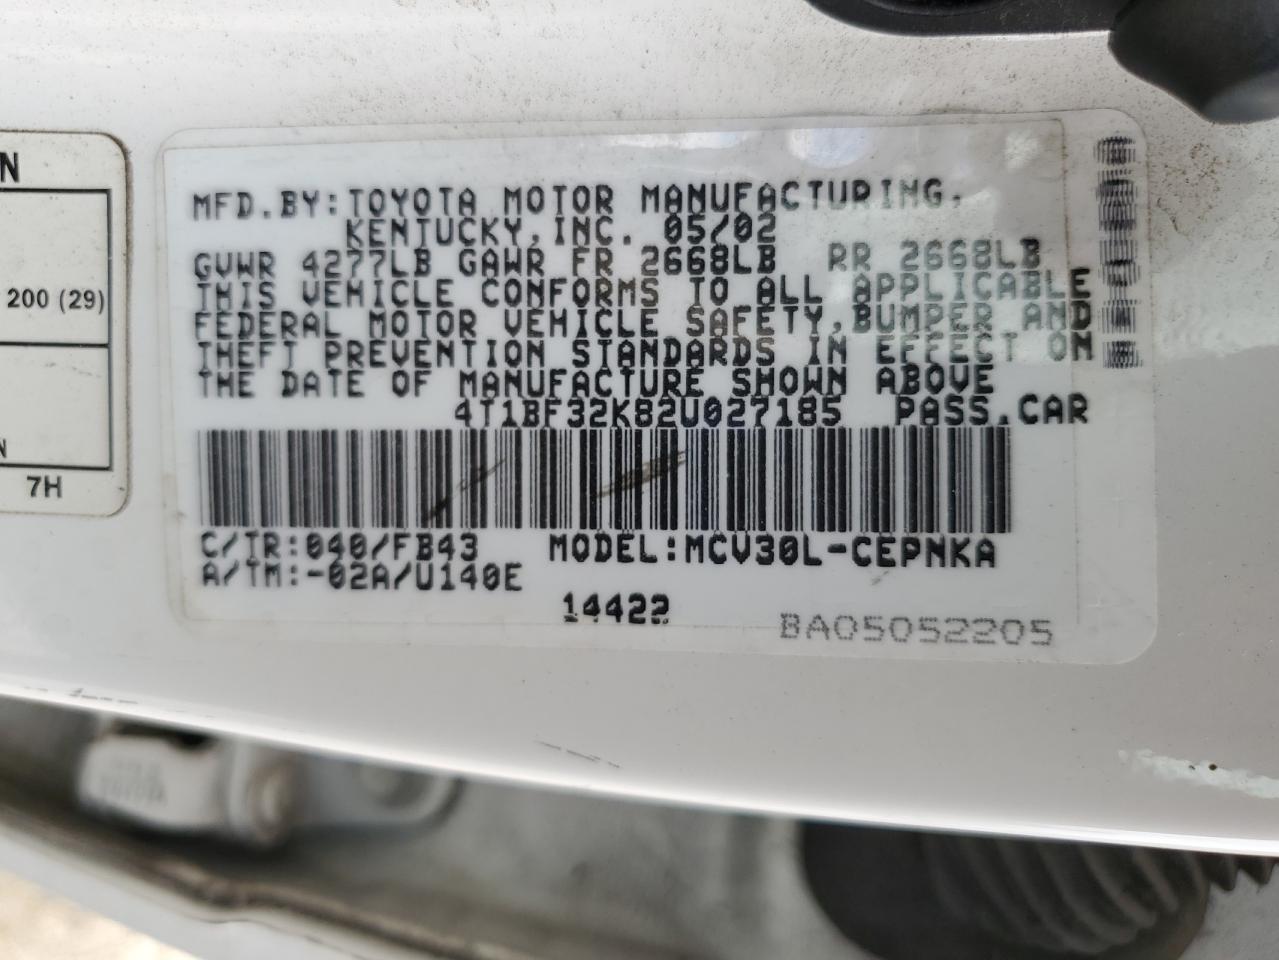 N
200 (29)
N
7H
MFD.BY:TOYOTA MOTOR MANUFACTURING,
KENTUCKY,INC. 05/02
GVWR 4277LB GAWR FR 2668LB RR 2668LB
THIS VEHICLE CONFORMS TO ALL APPLICABLE
FEDERAL MOTOR VEHICLE SAFETY,BUMPER AND
THEFT PREVENTION STANDARDS IN EFFECT ON
THE DATE OF MANUFACTURE SHOWN ABOVE
4T1BF32K82U027185 PASS.CAR
C/TR:040/FB43 MODEL:MCV30L-CEPNKA
A/TM:-02A/U140E
14422
BA05052205